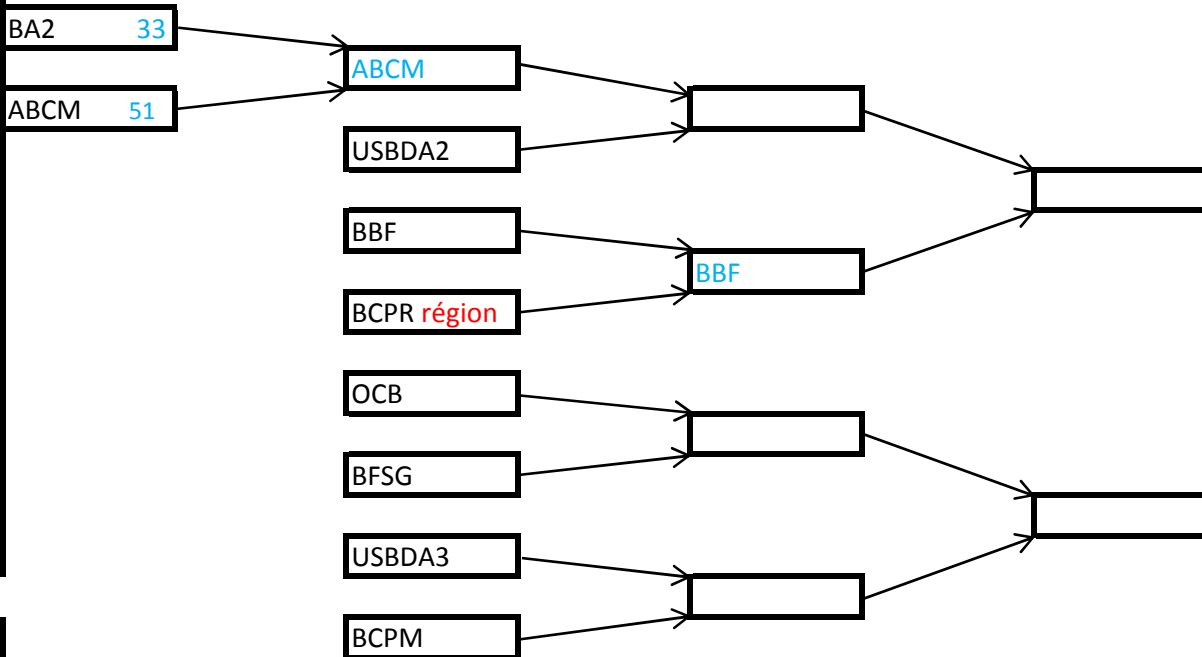 BA2 33
ABCM
ABCM 51
USBDA2
BBF
BBF
BCPR région
OCB
BFSG
USBDA3
BCPM